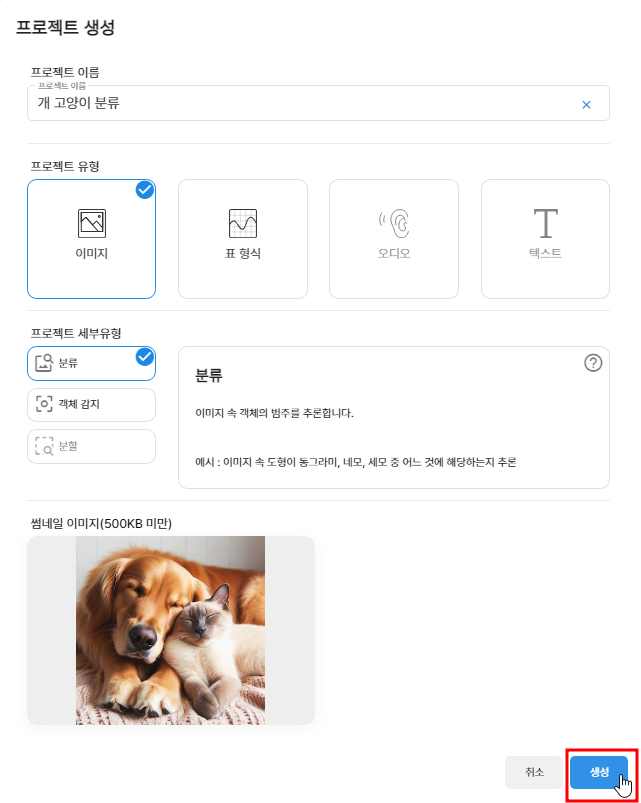 프로젝트 생성
프로젝트 이름
프로젝트 이름
개 고양이 분류
프로젝트 유형
이미지
표 형식
오디오
텍스트
프로젝트 세부유형
분류
객체 감지
분할
분류
이미지 속 객체의 범주를 추론합니다.
예시 : 이미지 속 도형이 동그라미, 네모, 세모 중 어느 것에 해당하는지 추론
썸네일 이미지(500KB 미만)
취소
생성